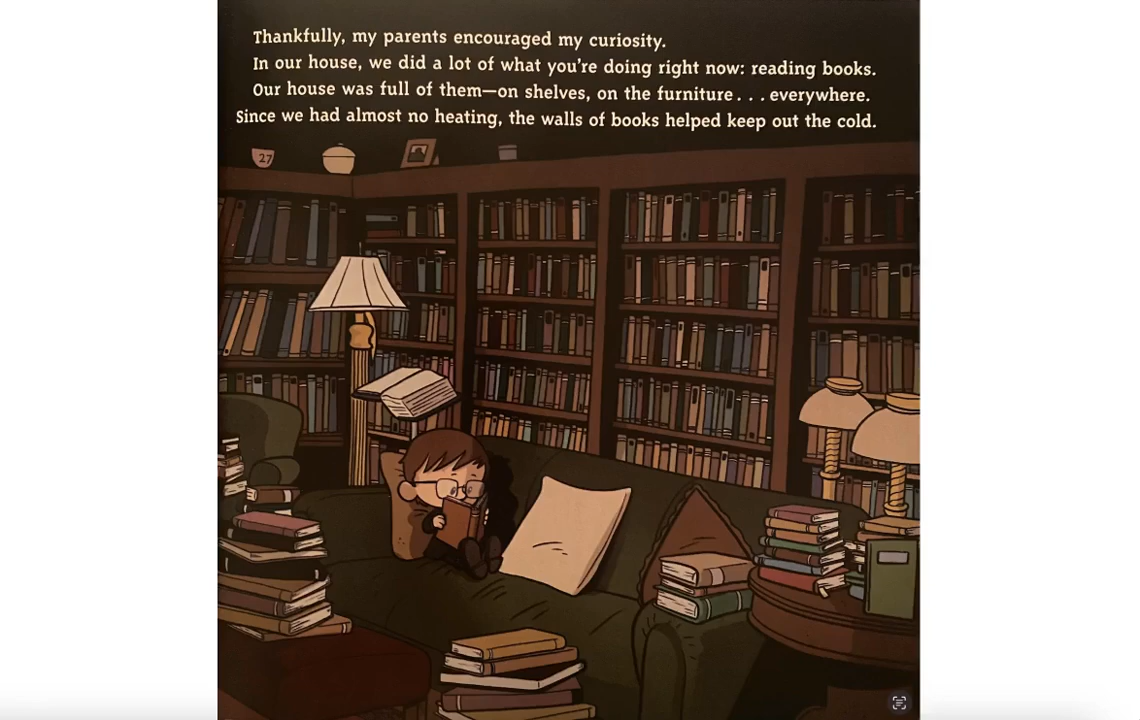 Thankfully, my parents encouraged my curiosity.
In our house, we did a lot of what you're doing right now: reading books.
Our house was full of them—on shelves, on the furniture . . . everywhere.
Since we had almost no heating, the walls of books helped keep out the cold.
27